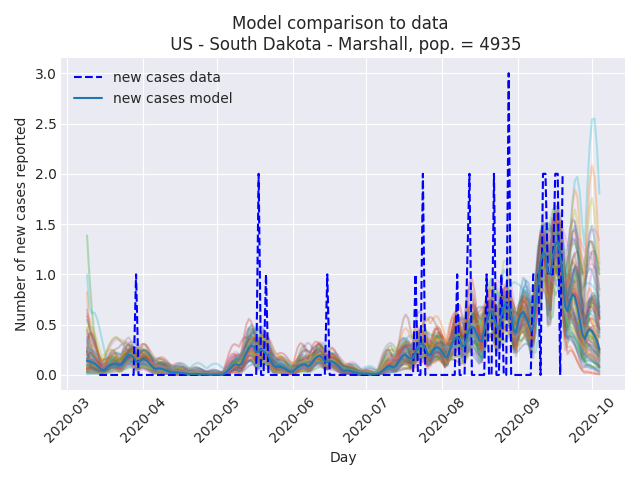 Model comparison to data
US - South Dakota - Marshall, pop. = 4935
new cases data
new cases model
Number of new cases reported
3.0
2.5
2.0
1.5
1.0
0.5
0.0
2020-03
2020-04
2020-05
2020-06
2020-07
2020-08
2020-09
2020-10
Day